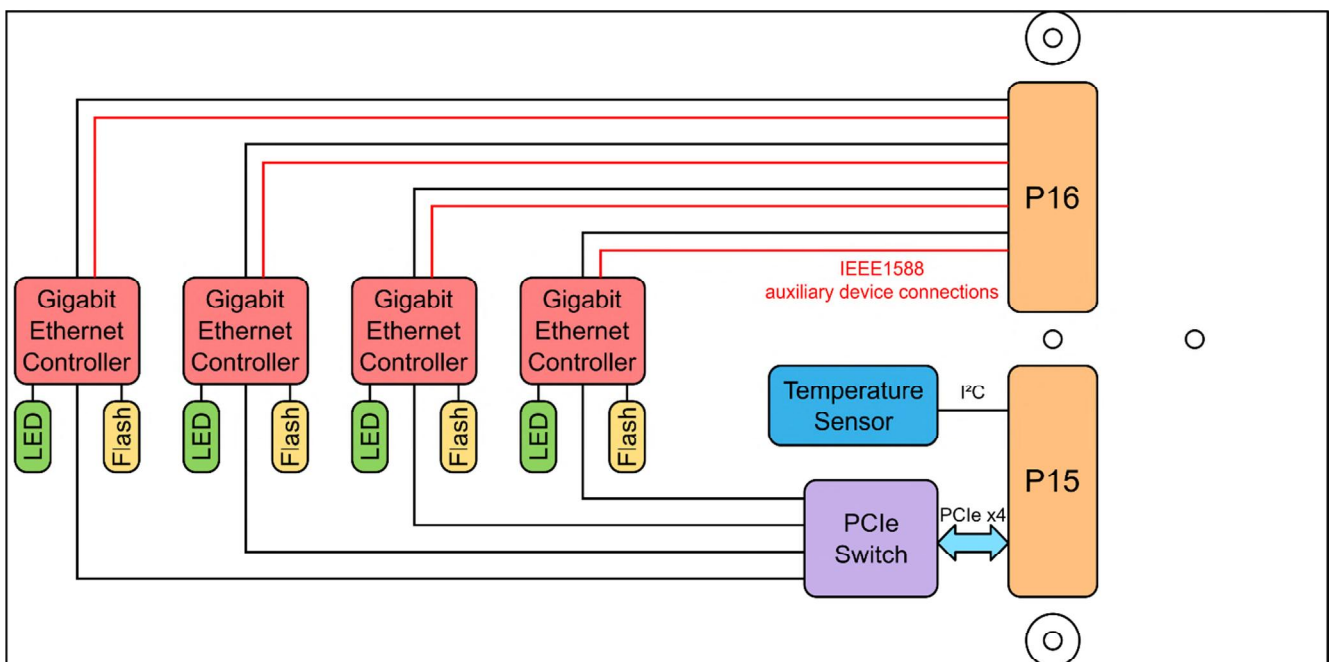 P16
IEEE1588
auxiliary device connections
Gigabit
Ethernet
Controller
Gigabit
Ethernet
Controller
Gigabit
Ethernet
Controller
Gigabit
Ethernet
Controller
LED
Flash
LED
Flash
LED
Flash
LED
Flash
Temperature
Sensor
I²C
P15
PCIe
Switch
PCIe x4